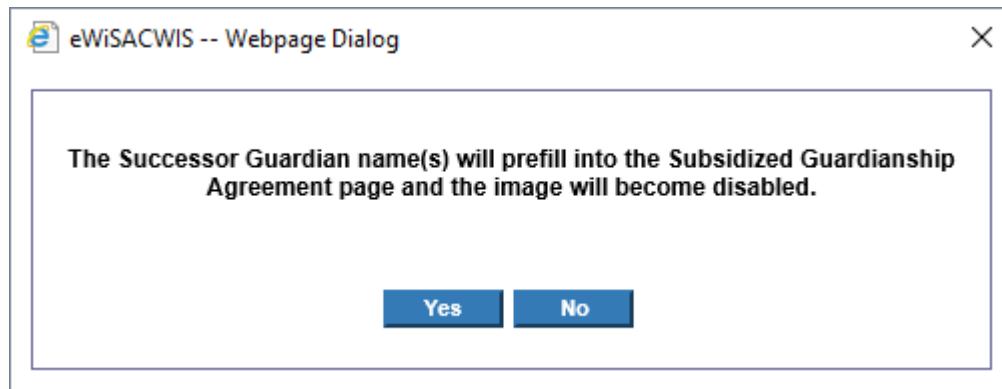 eWiSACWIS -- Webpage Dialog
The Successor Guardian name(s) will prefill into the Subsidized Guardianship
Agreement page and the image will become disabled.
Yes No